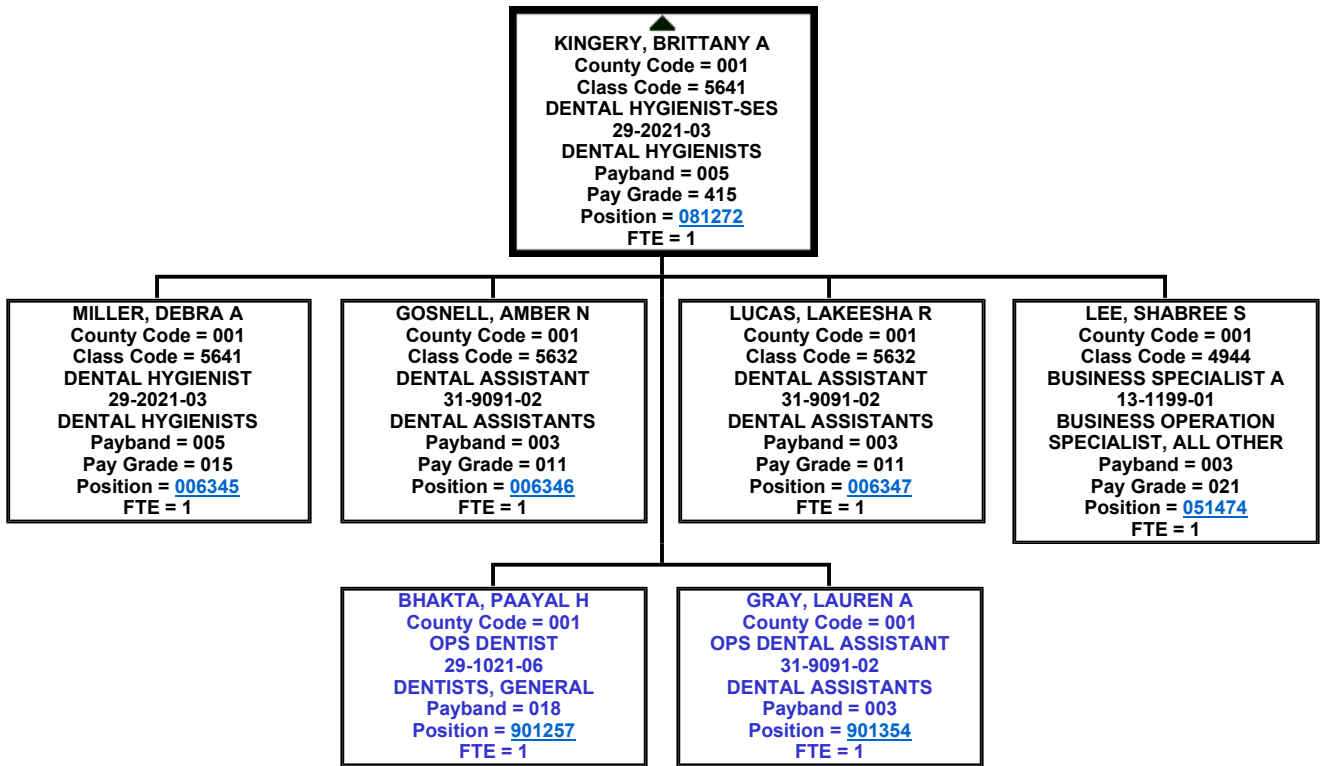 KINGERY, BRITTANY A
County Code = 001
Class Code = 5641
DENTAL HYGIENIST-SES
29-2021-03
DENTAL HYGIENISTS
Payband = 005
Pay Grade = 415
Position = 081272
FTE = 1
MILLER, DEBRA A
County Code = 001
Class Code = 5641
DENTAL HYGIENIST
29-2021-03
DENTAL HYGIENISTS
Payband = 005
Pay Grade = 015
Position = 006345
FTE = 1
GOSNELL, AMBER N
County Code = 001
Class Code = 5632
DENTAL ASSISTANT
31-9091-02
DENTAL ASSISTANTS
Payband = 003
Pay Grade = 011
Position = 006346
FTE = 1
LUCAS, LAKEESHA R
County Code = 001
Class Code = 5632
DENTAL ASSISTANT
31-9091-02
DENTAL ASSISTANTS
Payband = 003
Pay Grade = 011
Position = 006347
FTE = 1
LEE, SHABREE S
County Code = 001
Class Code = 4944
BUSINESS SPECIALIST A
13-1199-01
BUSINESS OPERATION
SPECIALIST, ALL OTHER
Payband = 003
Pay Grade = 021
Position = 051474
FTE = 1
BHAKTA, PAAYAL H
County Code = 001
OPS DENTIST
29-1021-06
DENTISTS, GENERAL
Payband = 018
Position = 901257
FTE = 1
GRAY, LAUREN A
County Code = 001
OPS DENTAL ASSISTANT
31-9091-02
DENTAL ASSISTANTS
Payband = 003
Position = 901354
FTE = 1